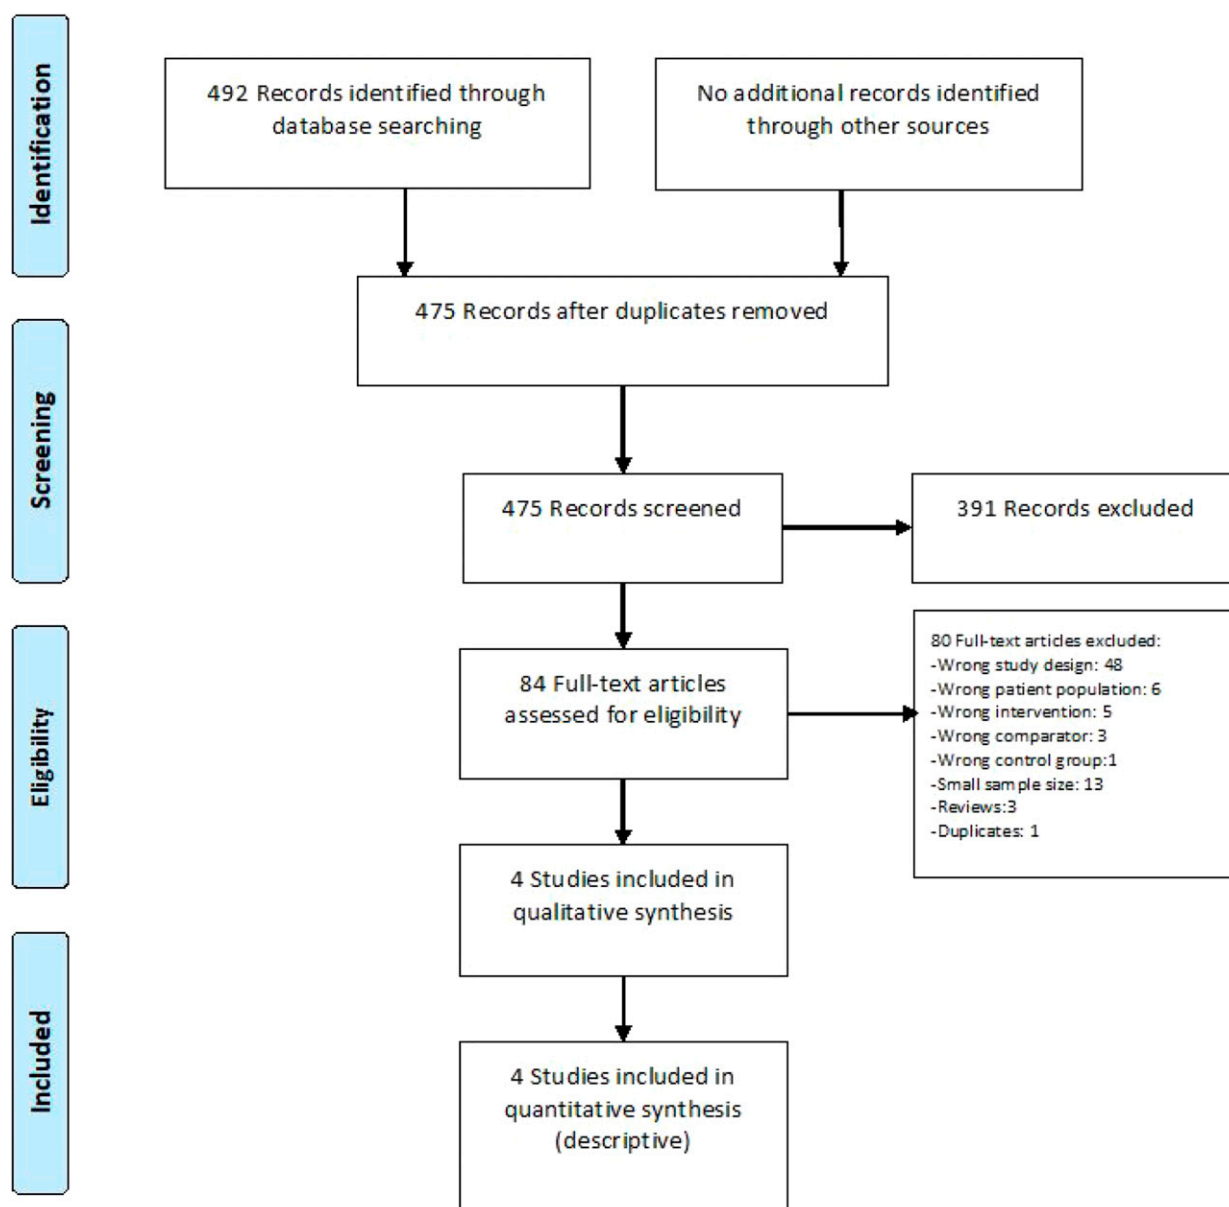 Identification
492 Records identified through
database searching
No additional records identified
through other sources
475 Records after duplicates removed
Screening
475 Records screened
391 Records excluded
Eligibility
84 Full-text articles
assessed for eligibility
80 Full-text articles excluded:
-Wrong study design: 48
-Wrong patient population: 6
-Wrong intervention: 5
-Wrong comparator: 3
-Wrong control group:1
-Small sample size: 13
-Reviews:3
-Duplicates: 1
4 Studies included in
qualitative synthesis
Included
4 Studies included in
quantitative synthesis
(descriptive)